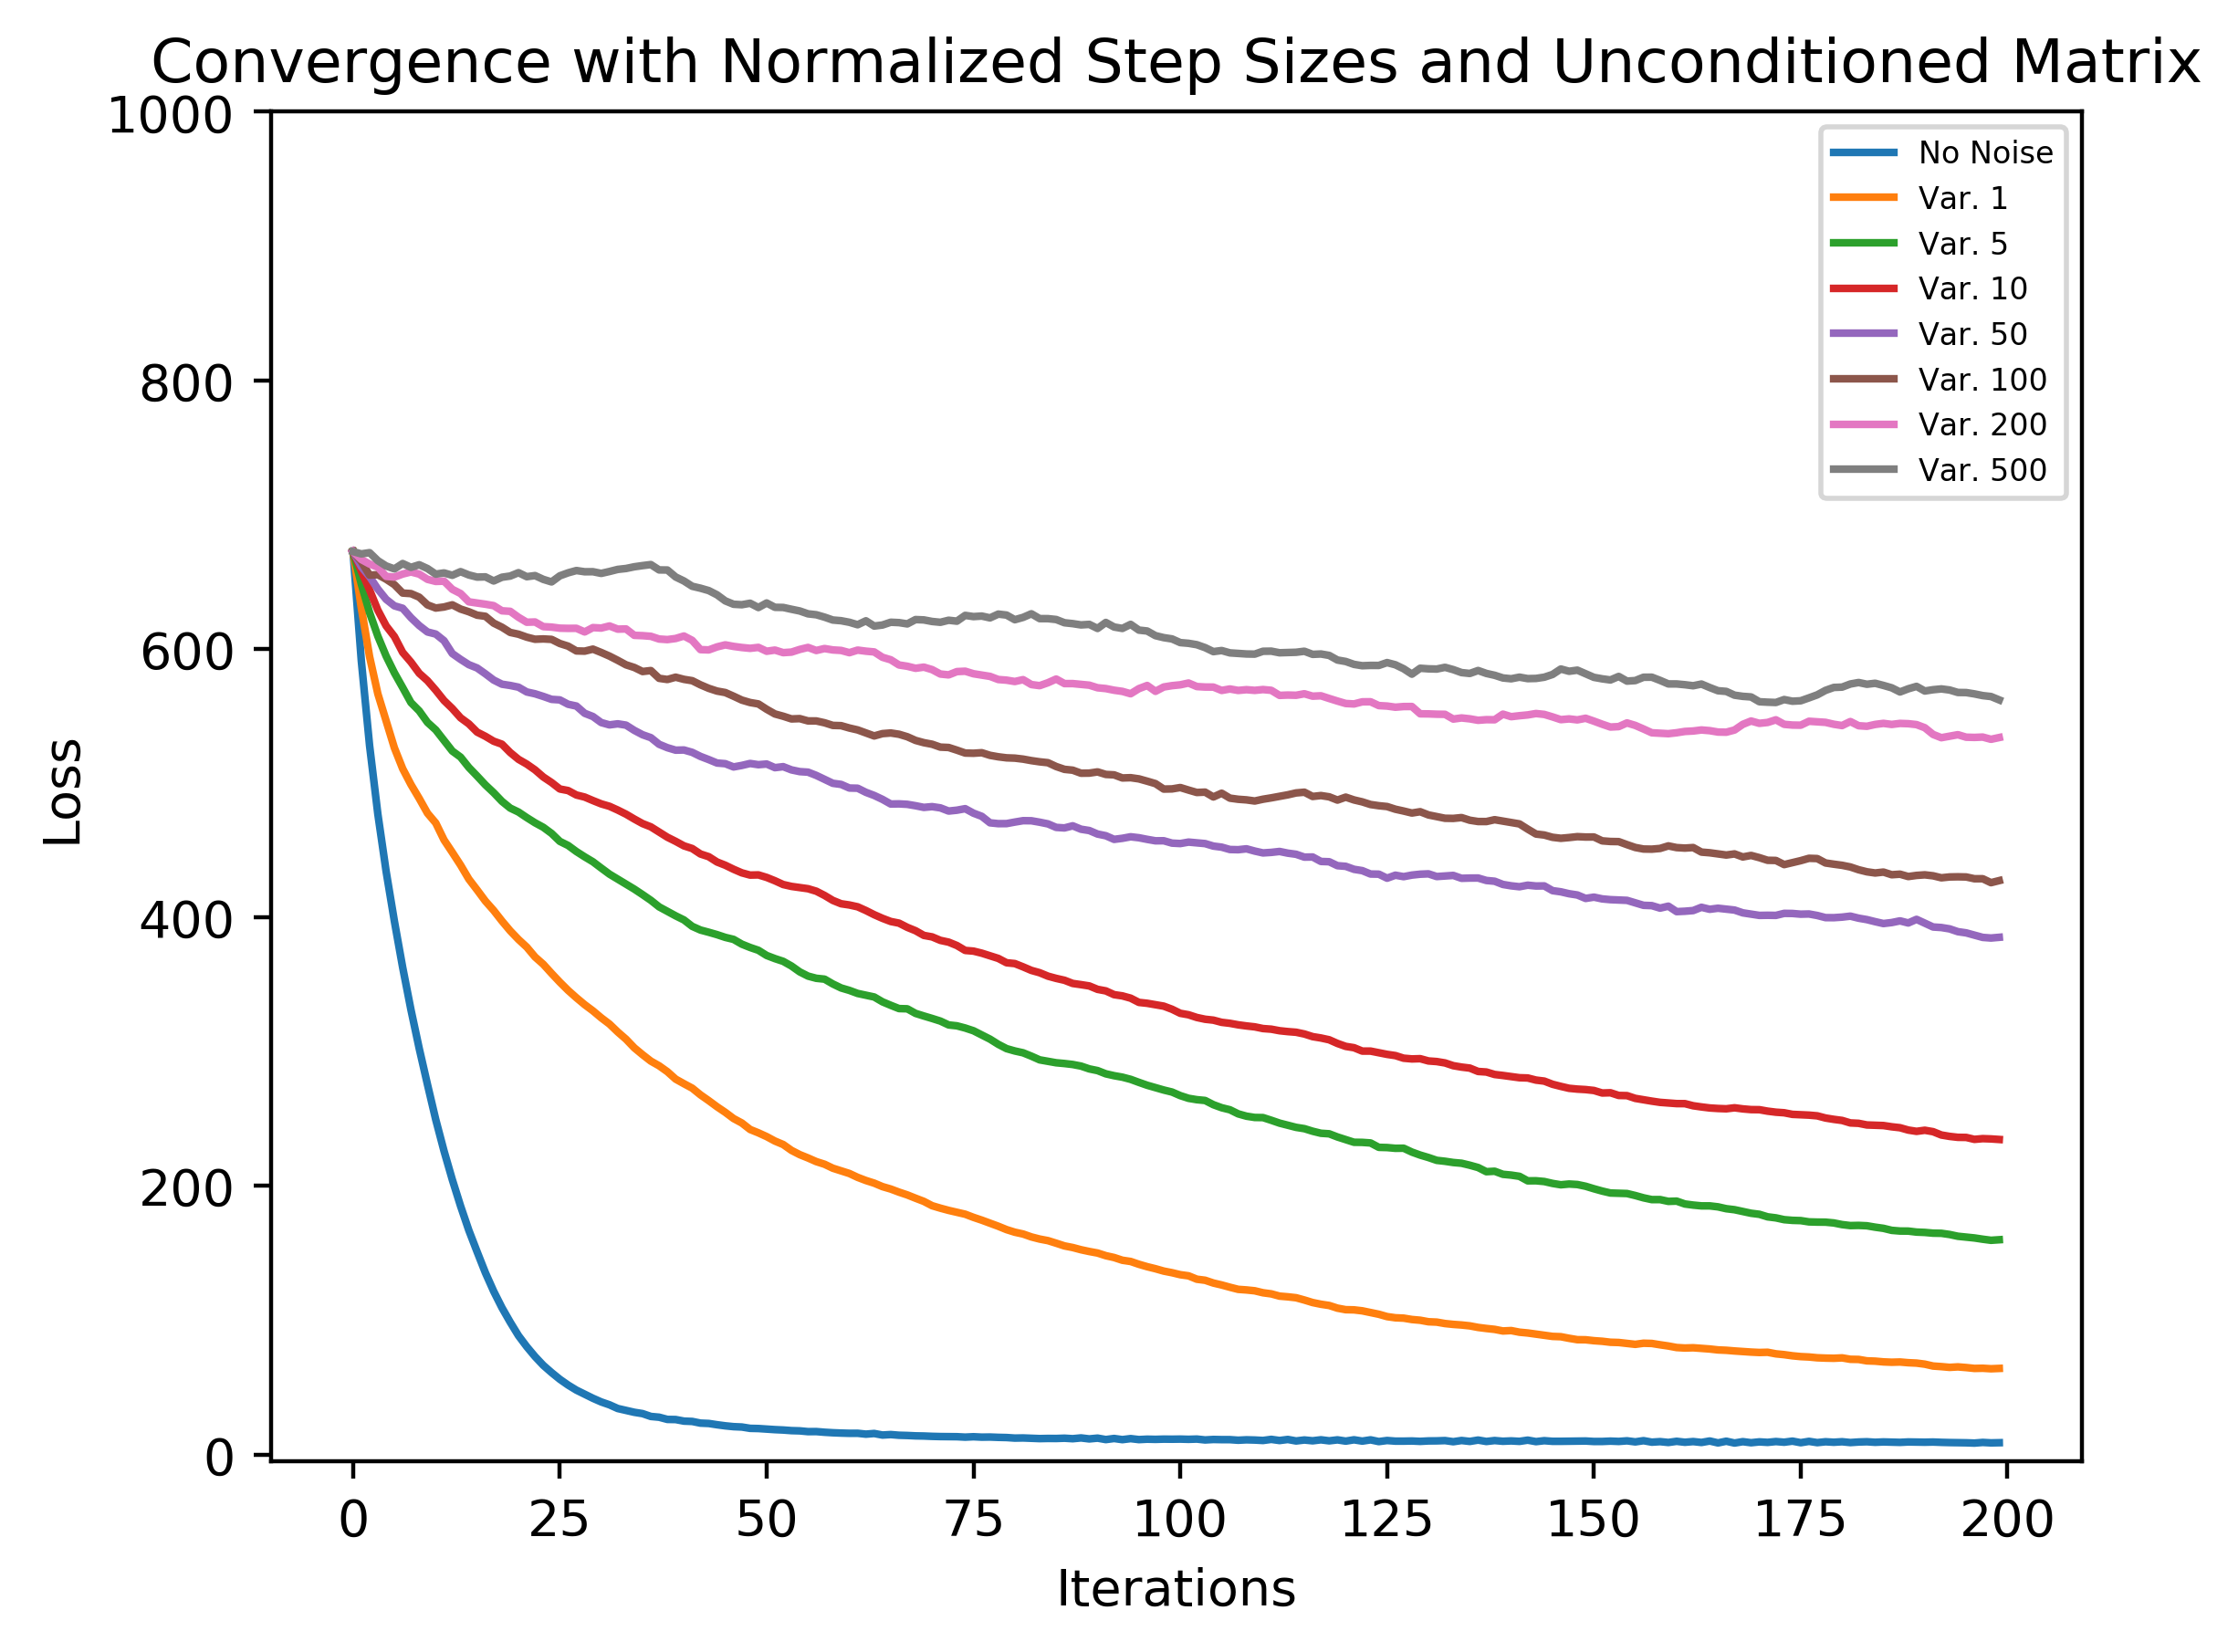 Convergence with Normalized Step Sizes and Unconditioned Matrix
1000
800
600
400
200
0
Loss
No Noise
Var. 1
Var. 5
Var. 10
Var. 50
Var. 100
Var. 200
Var. 500
0 25 50 75 100 125 150 175 200
Iterations